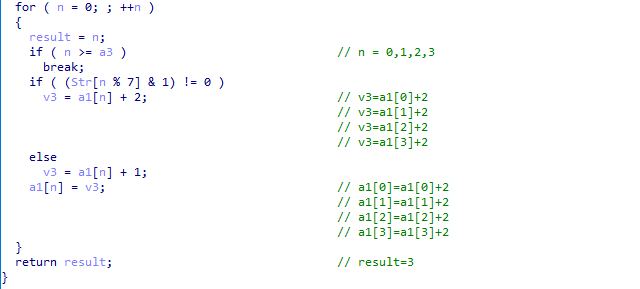 for ( n = 0; ; ++n )
{
result = n;
if ( n >= a3 ) // n = 0,1,2,3
break;
if ( (Str[n % 7] & 1) != 0 )
v3 = a1[n] + 2; // v3=a1[0]+2
// v3=a1[1]+2
// v3=a1[2]+2
// v3=a1[3]+2
else
v3 = a1[n] + 1;
a1[n] = v3; // a1[0]=a1[0]+2
// a1[1]=a1[1]+2
// a1[2]=a1[2]+2
// a1[3]=a1[3]+2
}
return result; // result=3
}